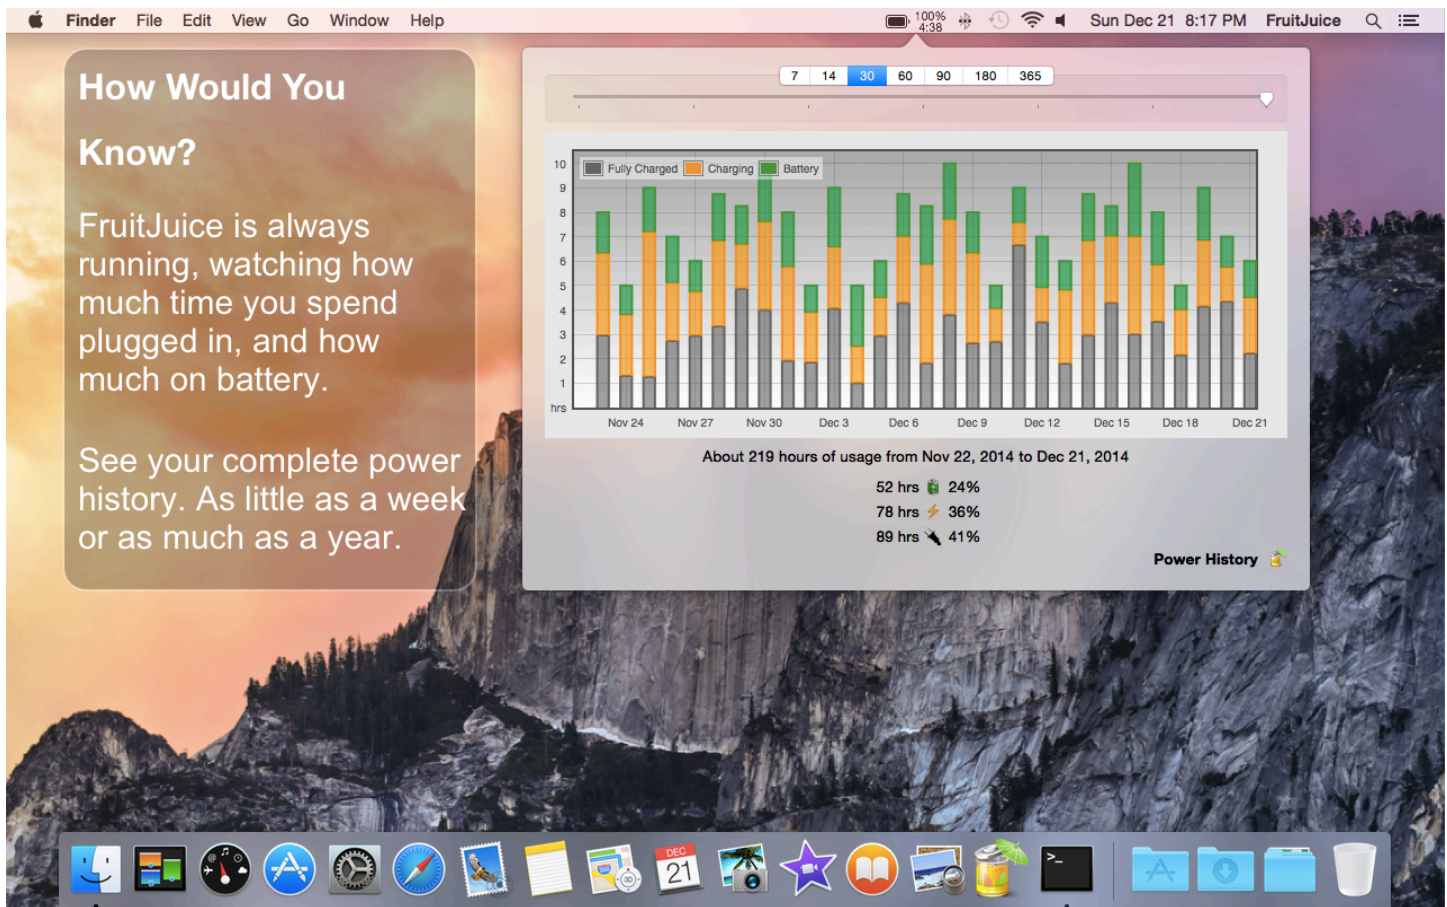 Finder File Edit View Go Window Help
100%
4:38
Sun Dec 21 8:17 PM FruitJuice
How Would You
Know?
FruitJuice is always
running, watching how
much time you spend
plugged in, and how
much on battery.
See your complete power
history. As little as a week
or as much as a year.
7 14 30 60 90 180 365
Fully Charged Charging Battery
10
9
8
7
6
5
4
3
2
1
hrs
Nov 24 Nov 27 Nov 30 Dec 3 Dec 6 Dec 9 Dec 12 Dec 15 Dec 18 Dec 21
About 219 hours of usage from Nov 22, 2014 to Dec 21, 2014
52 hrs 24%
78 hrs 36%
89 hrs 41%
Power History
DEC
21
>_